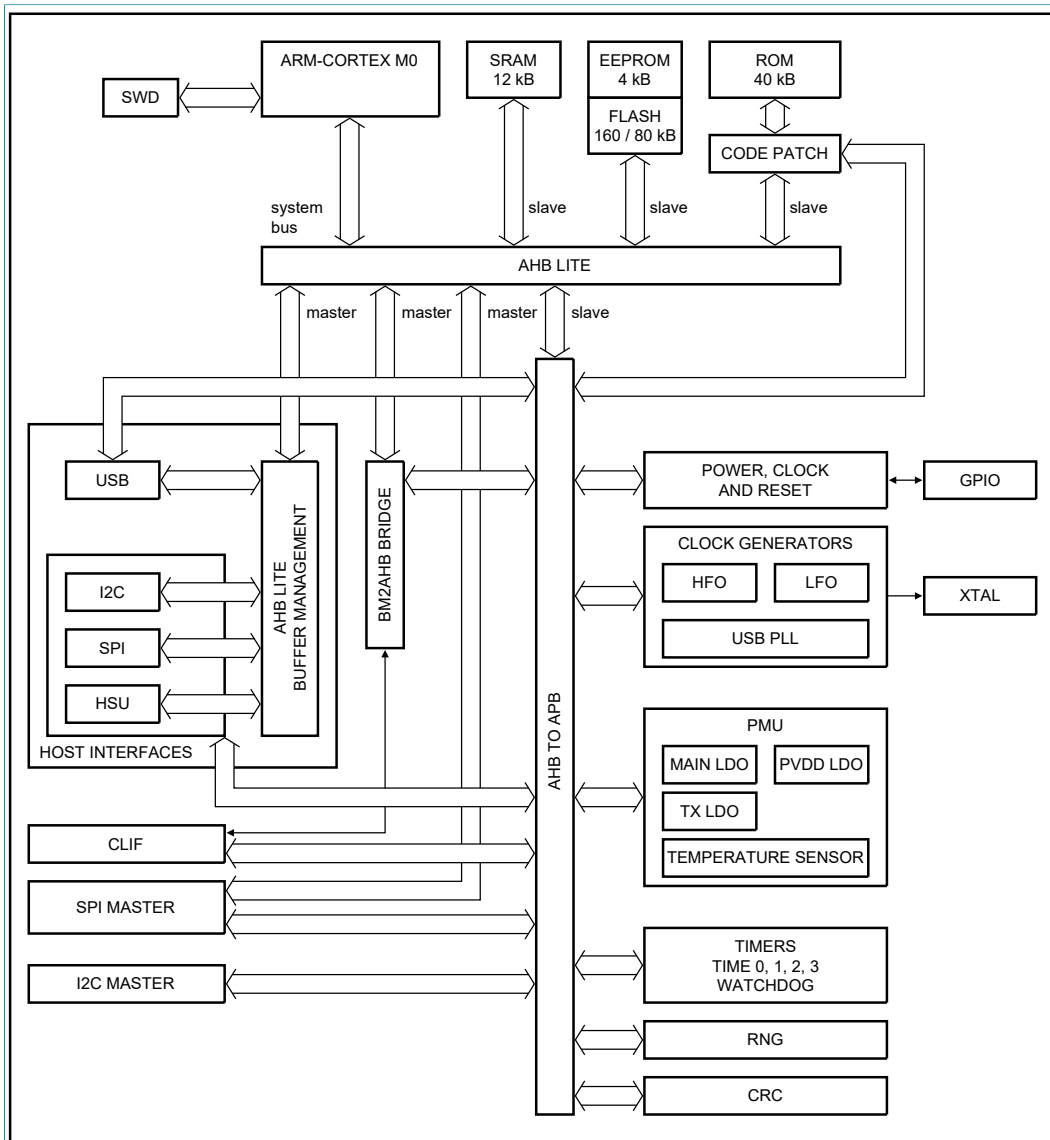 ARM-CORTEX M0
SWD
SRAM
12 kB
EEPROM
4 kB
FLASH
160 / 80 kB
ROM
40 kB
CODE PATCH
system
bus
slave
slave
slave
AHB LITE
master
master
master
slave
USB
I2C
SPI
HSU
HOST INTERFACES
AHB LITE
BUFFER MANAGEMENT
BM2AHB BRIDGE
AHB TO APB
CLIF
SPI MASTER
I2C MASTER
POWER, CLOCK
AND RESET
GPIO
CLOCK GENERATORS
HFO
LFO
USB PLL
XTAL
PMU
MAIN LDO
PVDD LDO
TX LDO
TEMPERATURE SENSOR
TIMERS
TIME 0, 1, 2, 3
WATCHDOG
RNG
CRC